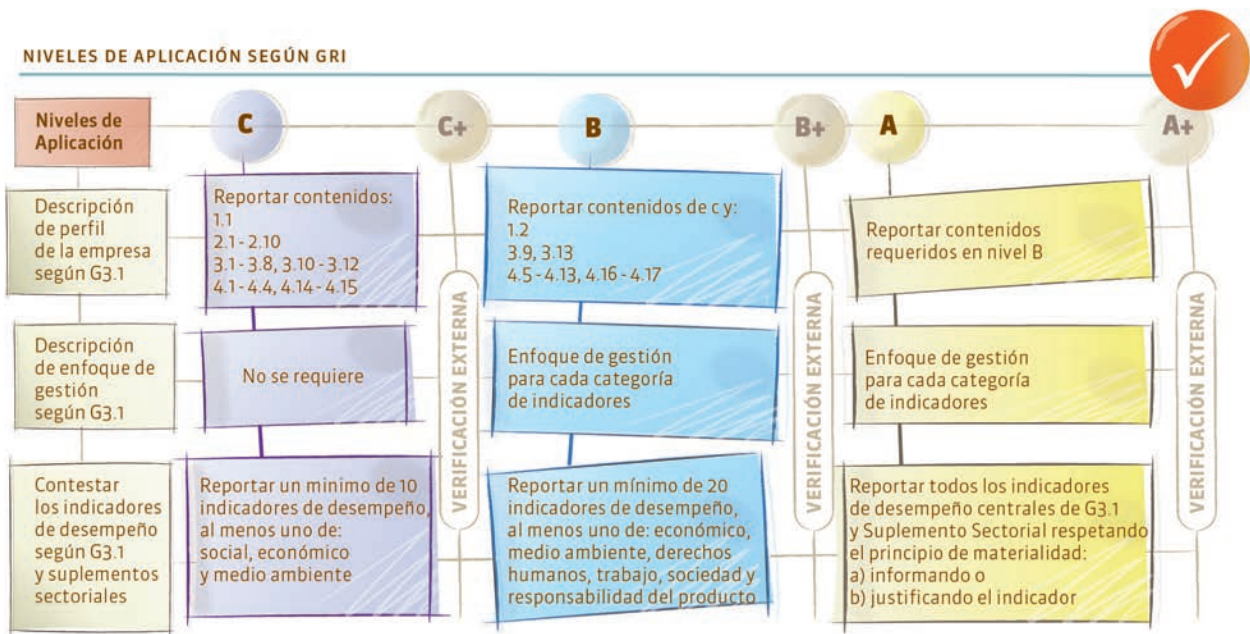 NIVELES DE APLICACIÓN SEGÚN GRI
Niveles de
Aplicación
C
C+
B
B+
A
A+
Descripción
de perfil
de la empresa
según G3.1
Reportar contenidos:
1.1
2.1 - 2.10
3.1 - 3.8, 3.10 - 3.12
4.1 - 4.4, 4.14 - 4.15
Reportar contenidos de c y:
1.2
3.9, 3.13
4.5 - 4.13, 4.16 - 4.17
Reportar contenidos
requeridos en nivel B
Descripción
de enfoque de
gestión
según G3.1
No se requiere
Enfoque de gestión
para cada categoría
de indicadores
Enfoque de gestión
para cada categoría
de indicadores
Contestar
los indicadores
de desempeño
según G3.1
y suplementos
sectoriales
Reportar un minimo de 10
indicadores de desempeño,
al menos uno de:
social, económico
y medio ambiente
Reportar un mínimo de 20
indicadores de desempeño,
al menos uno de: económico,
medio ambiente, derechos
humanos, trabajo, sociedad y
responsabilidad del producto
Reportar todos los indicadores
de desempeño centrales de G3.1
y Suplemento Sectorial respetando
el principio de materialidad:
a) informando o
b) justificando el indicador
VERIFICACIÓN EXTERNA
VERIFICACIÓN EXTERNA
VERIFICACIÓN EXTERNA